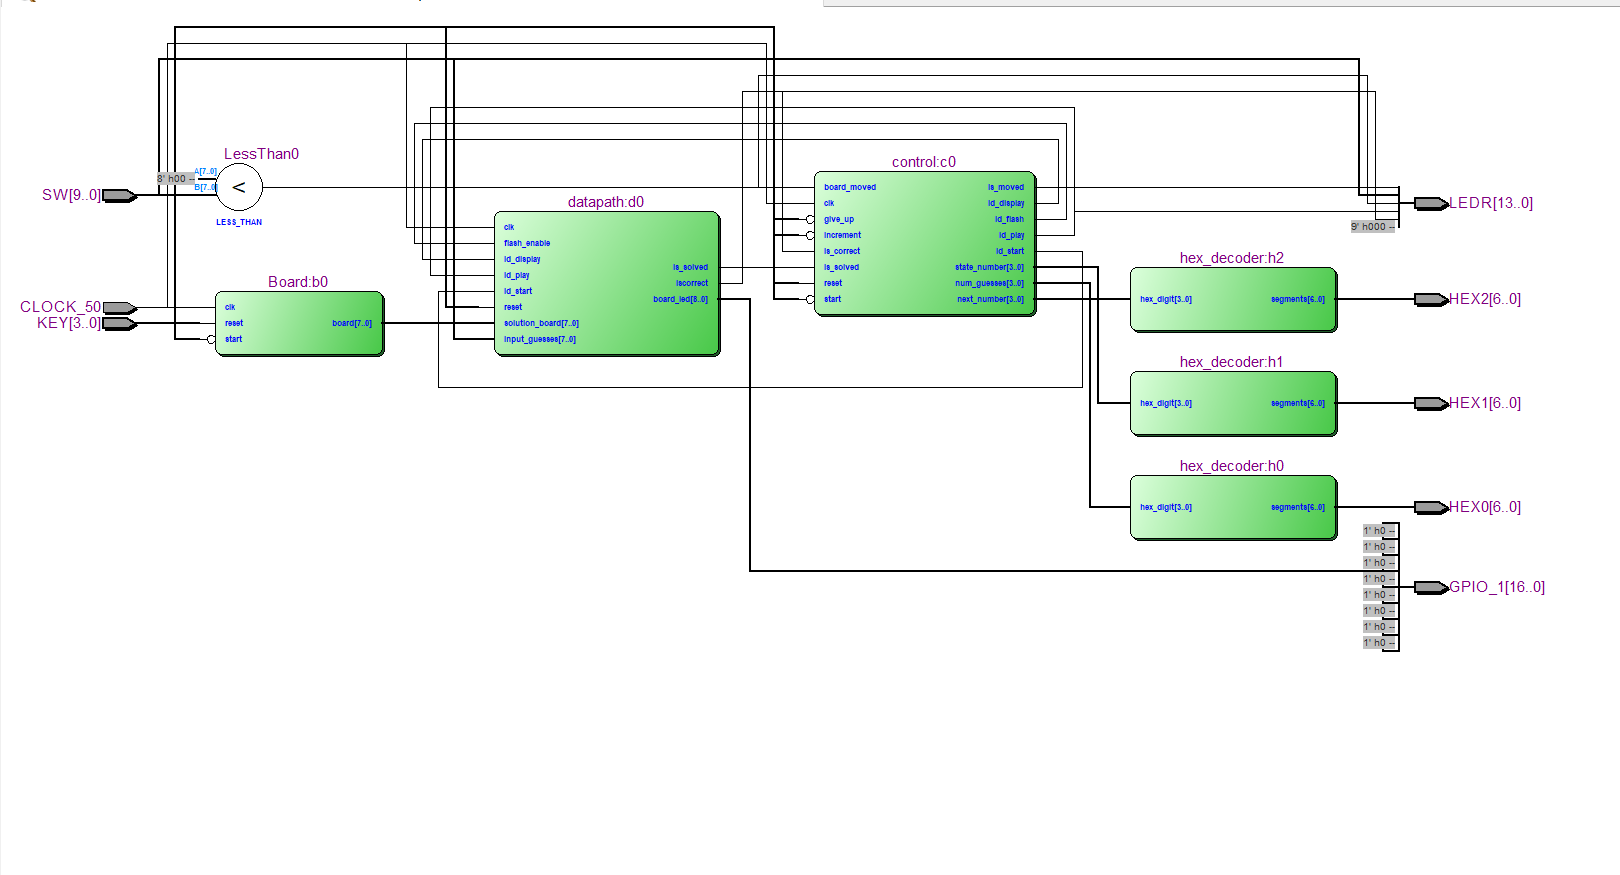 LessThan0
A[7..0]
8' h00 --
B[7..0]
<
LESS_THAN
SW[9..0]
CLOCK_50
KEY[3..0]
Board:b0
clk
reset
board[7..0]
start
datapath:d0
clk
flash_enable
ld_display
ld_play
is_solved
ld_start
iscorrect
reset
board_led[8..0]
solution_board[7..0]
input_guesses[7..0]
control:c0
board_moved
is_moved
clk
ld_display
give_up
ld_flash
increment
ld_play
is_correct
ld_start
is_solved
state_number[3..0]
reset
num_guesses[3..0]
start
next_number[3..0]
LEDR[13..0]
9' h000 --
hex_decoder:h2
hex_digit[3..0]
segments[6..0]
HEX2[6..0]
hex_decoder:h1
hex_digit[3..0]
segments[6..0]
HEX1[6..0]
hex_decoder:h0
hex_digit[3..0]
segments[6..0]
HEX0[6..0]
1' h0 --
1' h0 --
1' h0 --
1' h0 --
1' h0 --
1' h0 --
1' h0 --
1' h0 --
GPIO_1[16..0]